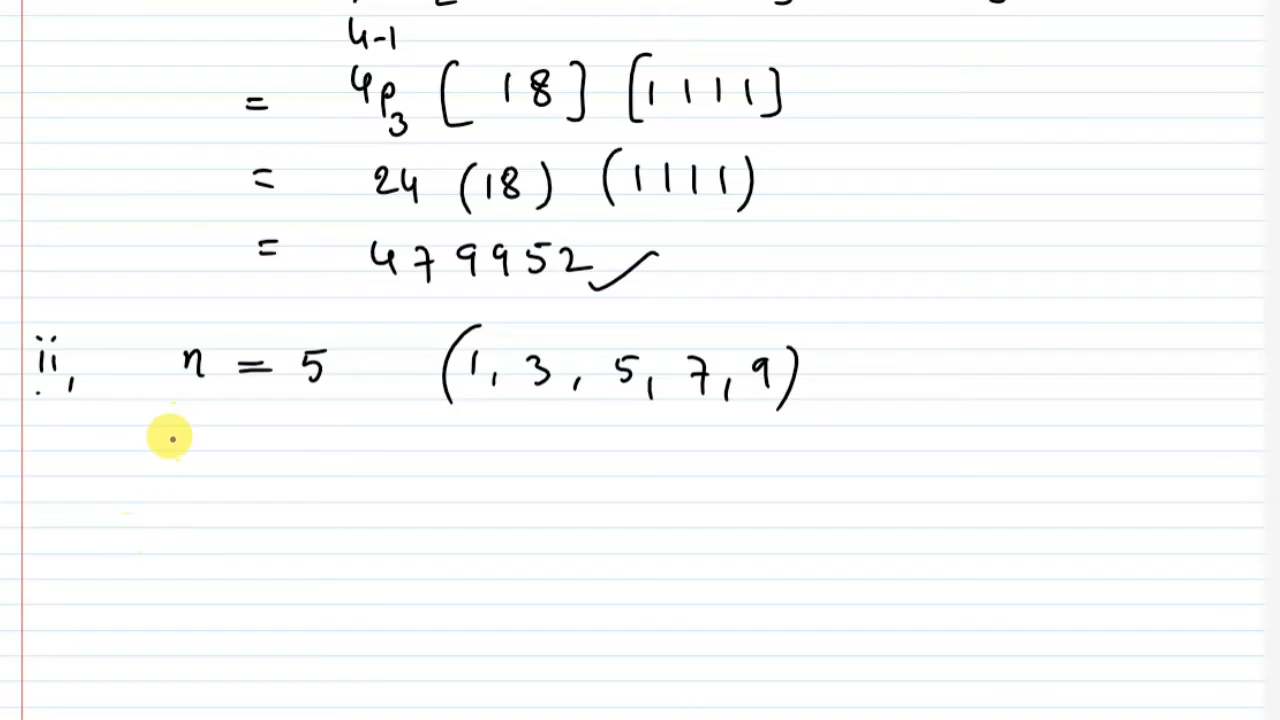 4-1
= 4P3 [ 18] [1111]
= 24 (18) (1111)
= 479952 ✓
ii, n = 5 (1, 3, 5, 7, 9)